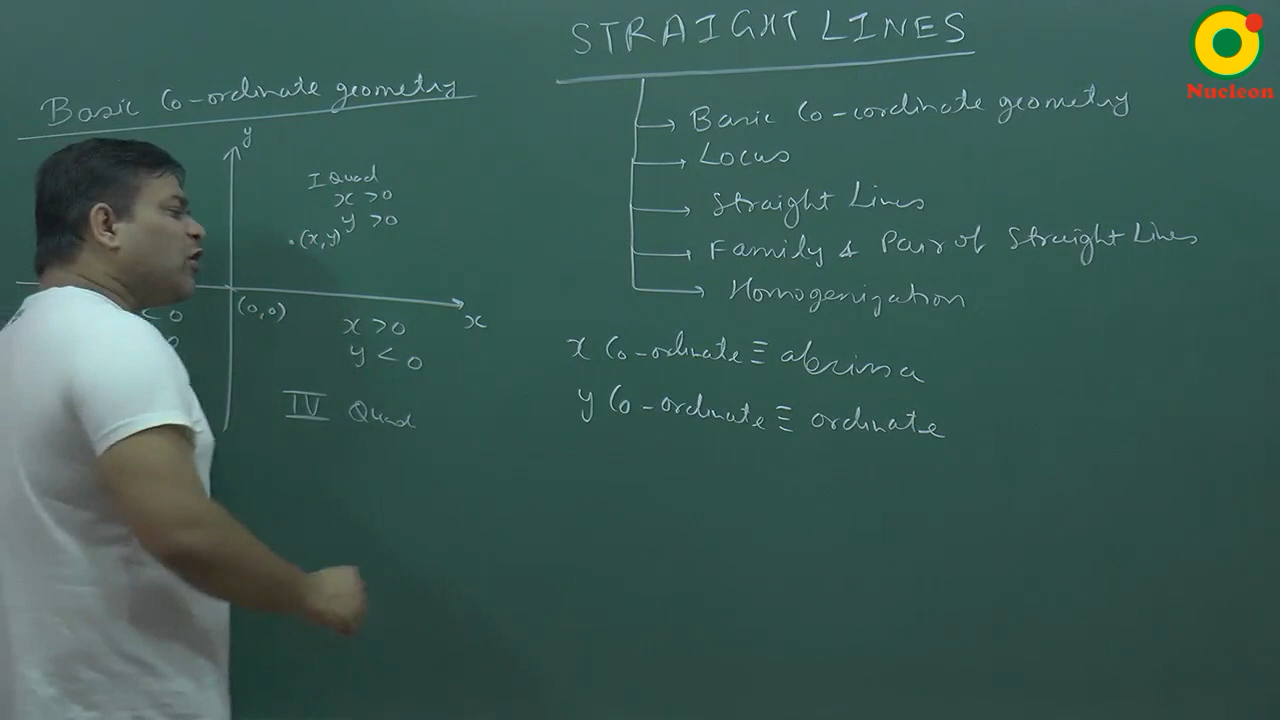 STRAIGHT LINES
Basic Co-ordinate geometry
Locus
Straight Lines
Family & Pair of Straight Lines
Homogenization
x Co-ordinate ≡ abscissa
y Co-ordinate ≡ ordinate
Basic Co-ordinate geometry
y
I Quad
x > 0
y > 0
(x, y)
(0,0)
x
< 0
x > 0
y < 0
IV Quad
Nucleon